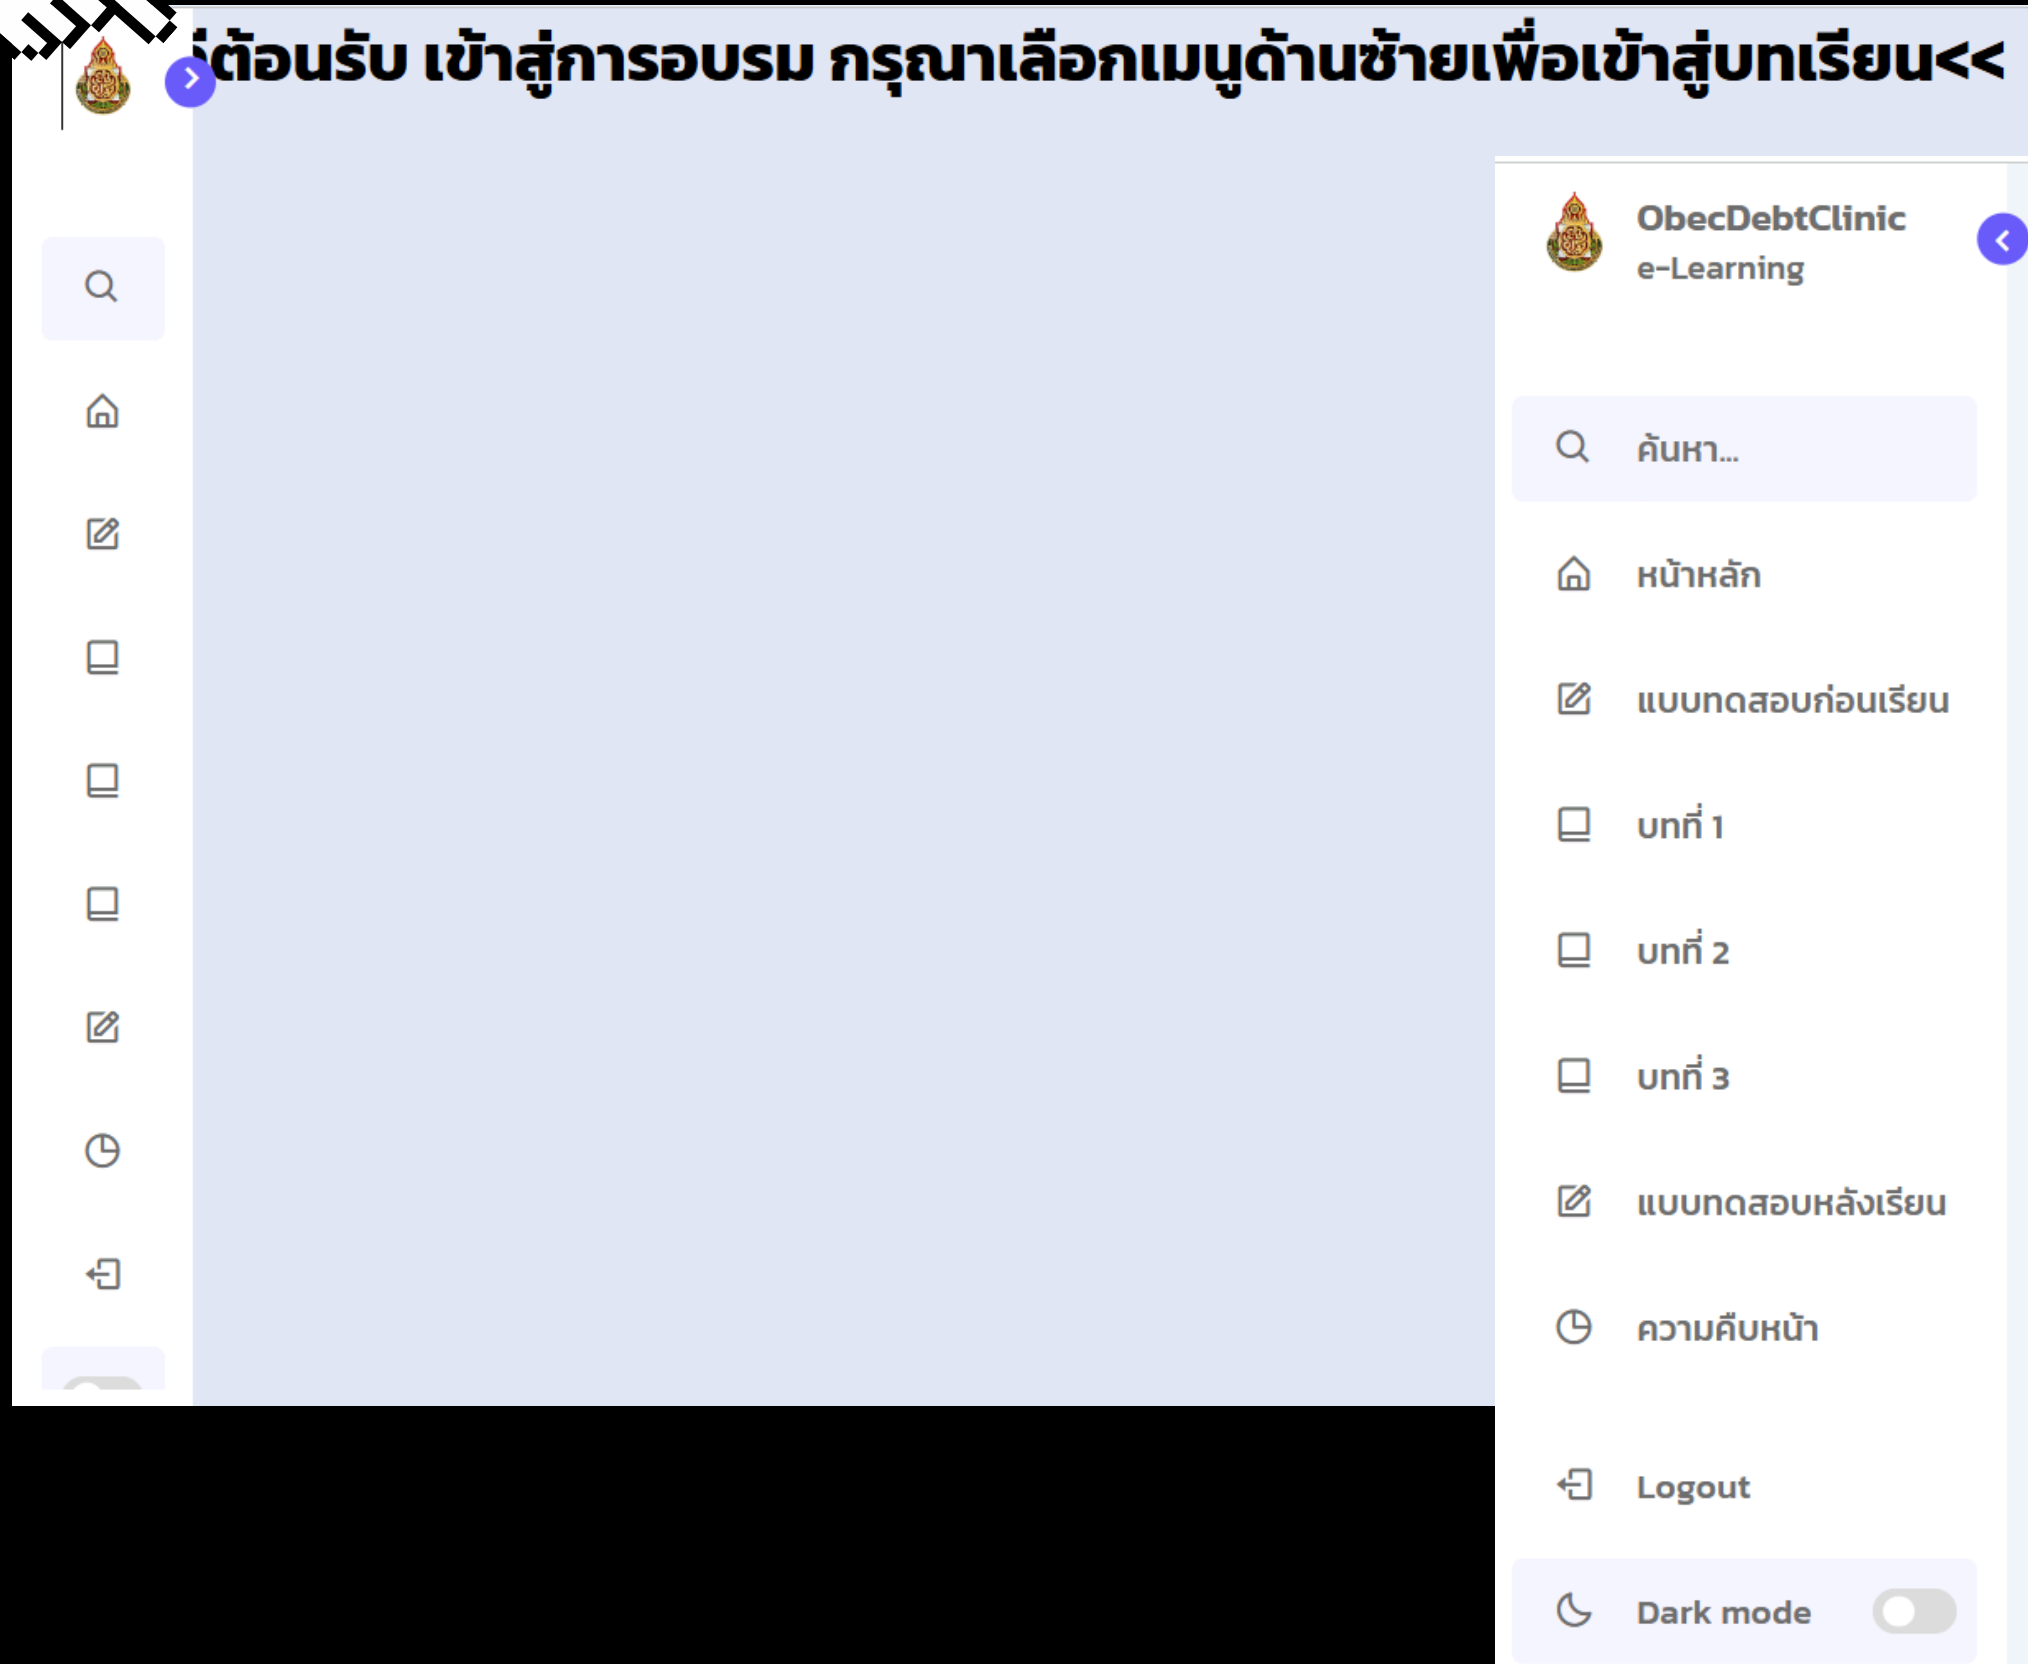 ต้อนรับ เข้าสู่การอบรม กรุณาเลือกเมนูด้านซ้ายเพื่อเข้าสู่บทเรียน<<
ObecDebtClinic
e-Learning
ค้นหา...
หน้าหลัก
แบบทดสอบก่อนเรียน
บทที่ 1
บทที่ 2
บทที่ 3
แบบทดสอบหลังเรียน
ความคืบหน้า
Logout
Dark mode